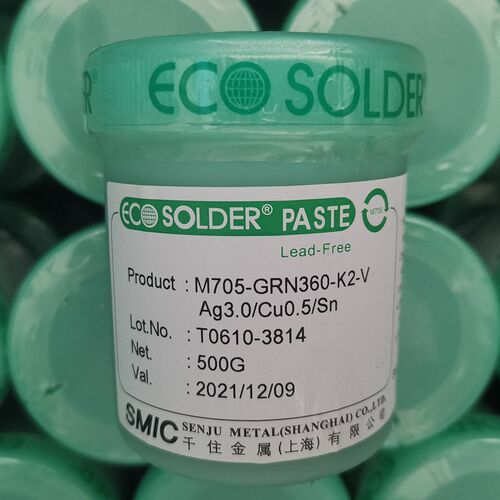 ECO SOLDER®
ECO SOLDER® PASTE M705
Lead-Free
Product : M705-GRN360-K2-V
Ag3.0/Cu0.5/Sn
Lot.No. : T0610-3814
Net. : 500G
Val. : 2021/12/09
SMIC SENJU METAL(SHANGHAI) CO.,LTD.
千住金属(上海)有限公司